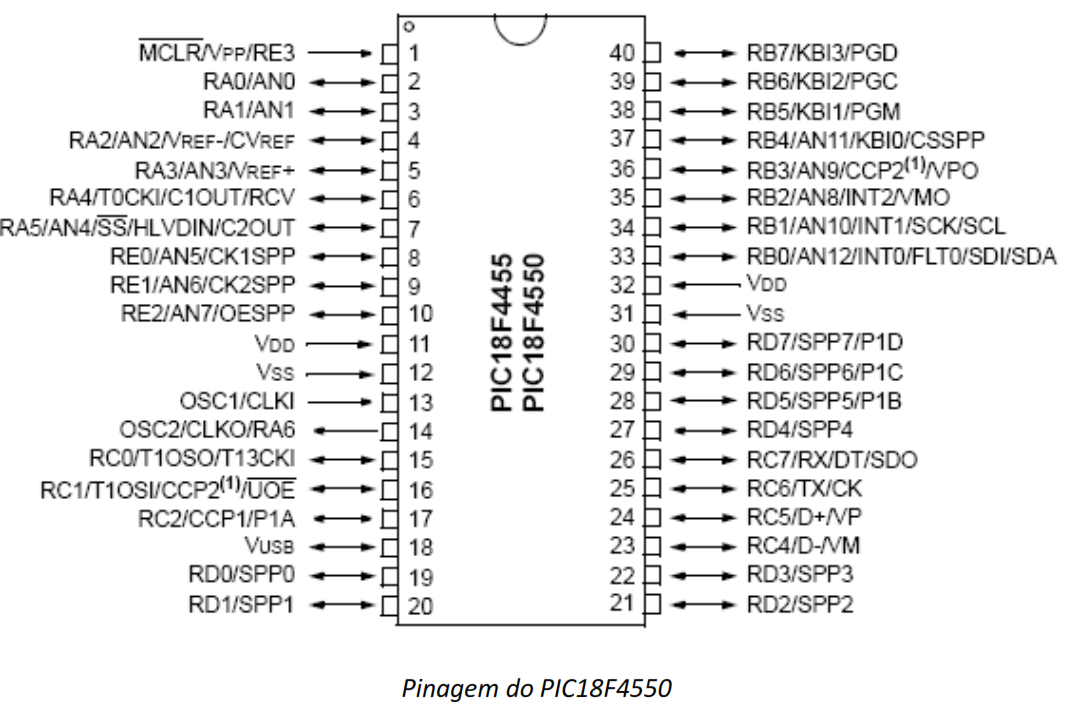 MCLR/VPP/RE3 1
RA0/AN0 2
RA1/AN1 3
RA2/AN2/VREF-/CVREF 4
RA3/AN3/VREF+ 5
RA4/T0CKI/C1OUT/RCV 6
RA5/AN4/SS/HLVDIN/C2OUT 7
RE0/AN5/CK1SPP 8
RE1/AN6/CK2SPP 9
RE2/AN7/OESPP 10
VDD 11
VSS 12
OSC1/CLKI 13
OSC2/CLKO/RA6 14
RC0/T1OSO/T13CKI 15
RC1/T1OSI/CCP2(1)/UOE 16
RC2/CCP1/P1A 17
VUSB 18
RD0/SPP0 19
RD1/SPP1 20
PIC18F4455
PIC18F4550
40 RB7/KBI3/PGD
39 RB6/KBI2/PGC
38 RB5/KBI1/PGM
37 RB4/AN11/KBI0/CSSPP
36 RB3/AN9/CCP2(1)/VPO
35 RB2/AN8/INT2/VMO
34 RB1/AN10/INT1/SCK/SCL
33 RB0/AN12/INT0/FLT0/SDI/SDA
32 VDD
31 VSS
30 RD7/SPP7/P1D
29 RD6/SPP6/P1C
28 RD5/SPP5/P1B
27 RD4/SPP4
26 RC7/RX/DT/SDO
25 RC6/TX/CK
24 RC5/D+/VP
23 RC4/D-/VM
22 RD3/SPP3
21 RD2/SPP2
Pinagem do PIC18F4550